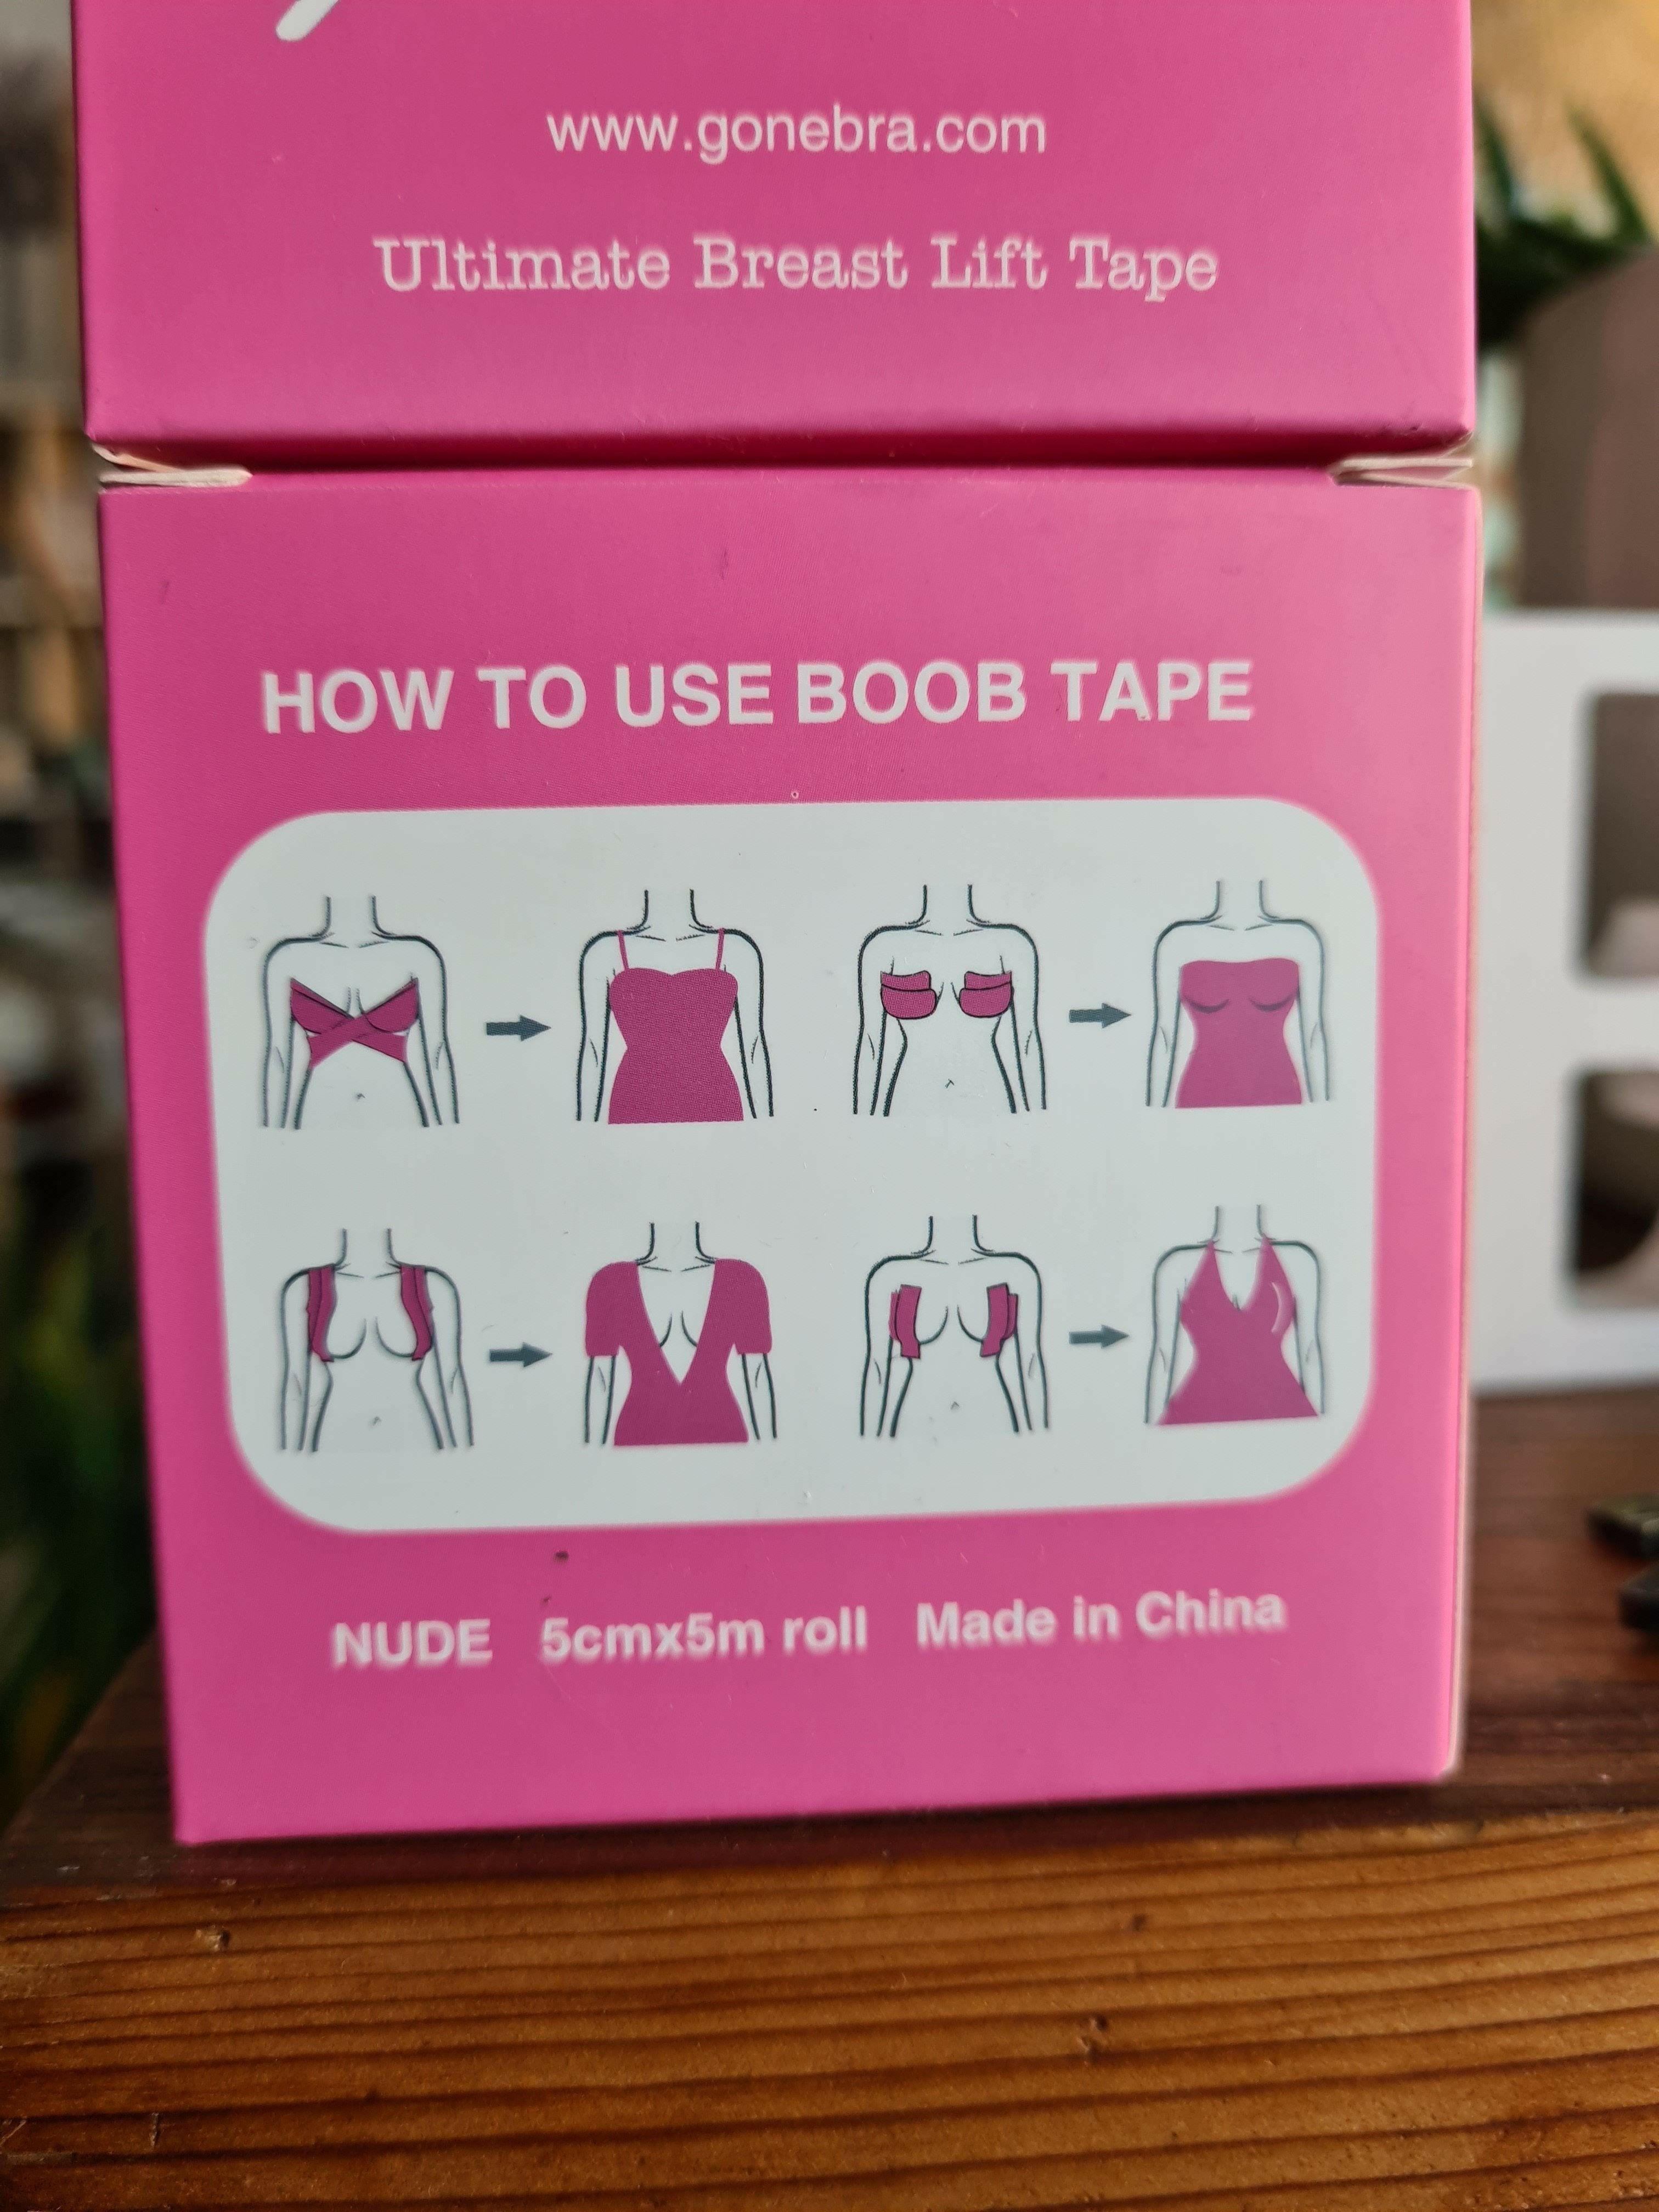 www.gonebra.com
Ultimate Breast Lift Tape
HOW TO USE BOOB TAPE
NUDE 5cmx5m roll Made in China